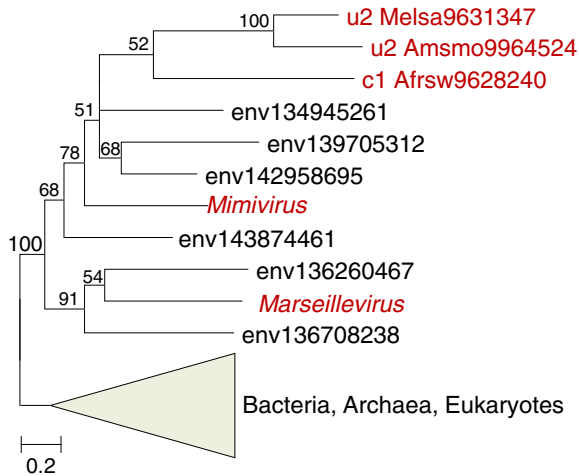 100
u2 Melsa9631347
52
u2 Amsmo9964524
c1 Afrsw9628240
51
env134945261
68
env139705312
78
env142958695
68
Mimivirus
100
env143874461
54
env136260467
91
Marseillevirus
env136708238
Bacteria, Archaea, Eukaryotes
0.2